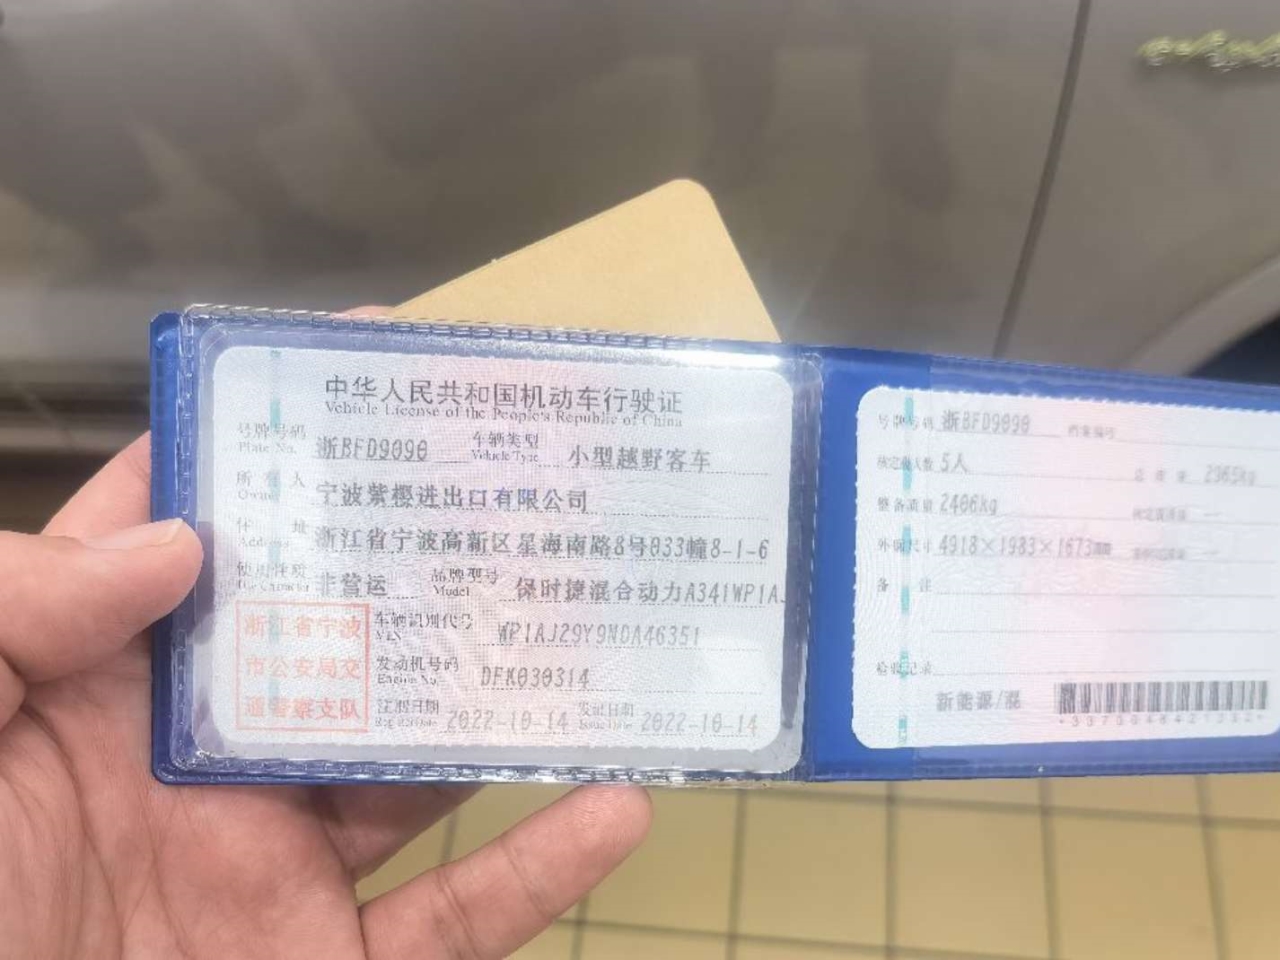 中华人民共和国机动车行驶证
Vehicle License of the People's Republic of China
号牌号码 浙BFD9090 车辆类型 小型越野客车
Plate No. Vehicle Type
所有人 宁波紫樱进出口有限公司
Owner
住址 浙江省宁波高新区星海南路8号033幢8-1-6
Address
使用性质 非营运 品牌型号 保时捷混合动力A341WP1A
Use Character Model
浙江省宁波
市公安局交
通警察支队
车辆识别代号 WP1AJ29Y9NDA46351
VIN
发动机号码 DFK030314
Engine No.
注册日期 2022-10-14 发证日期 2022-10-14
Register Date Issue Date
号牌号码 浙BFD9090 档案编号
核定载人数 5人 总质量 2965kg
整备质量 2406kg 核定载质量 —
外廓尺寸 4918×1983×1673mm —
备注
检验记录
新能源/混